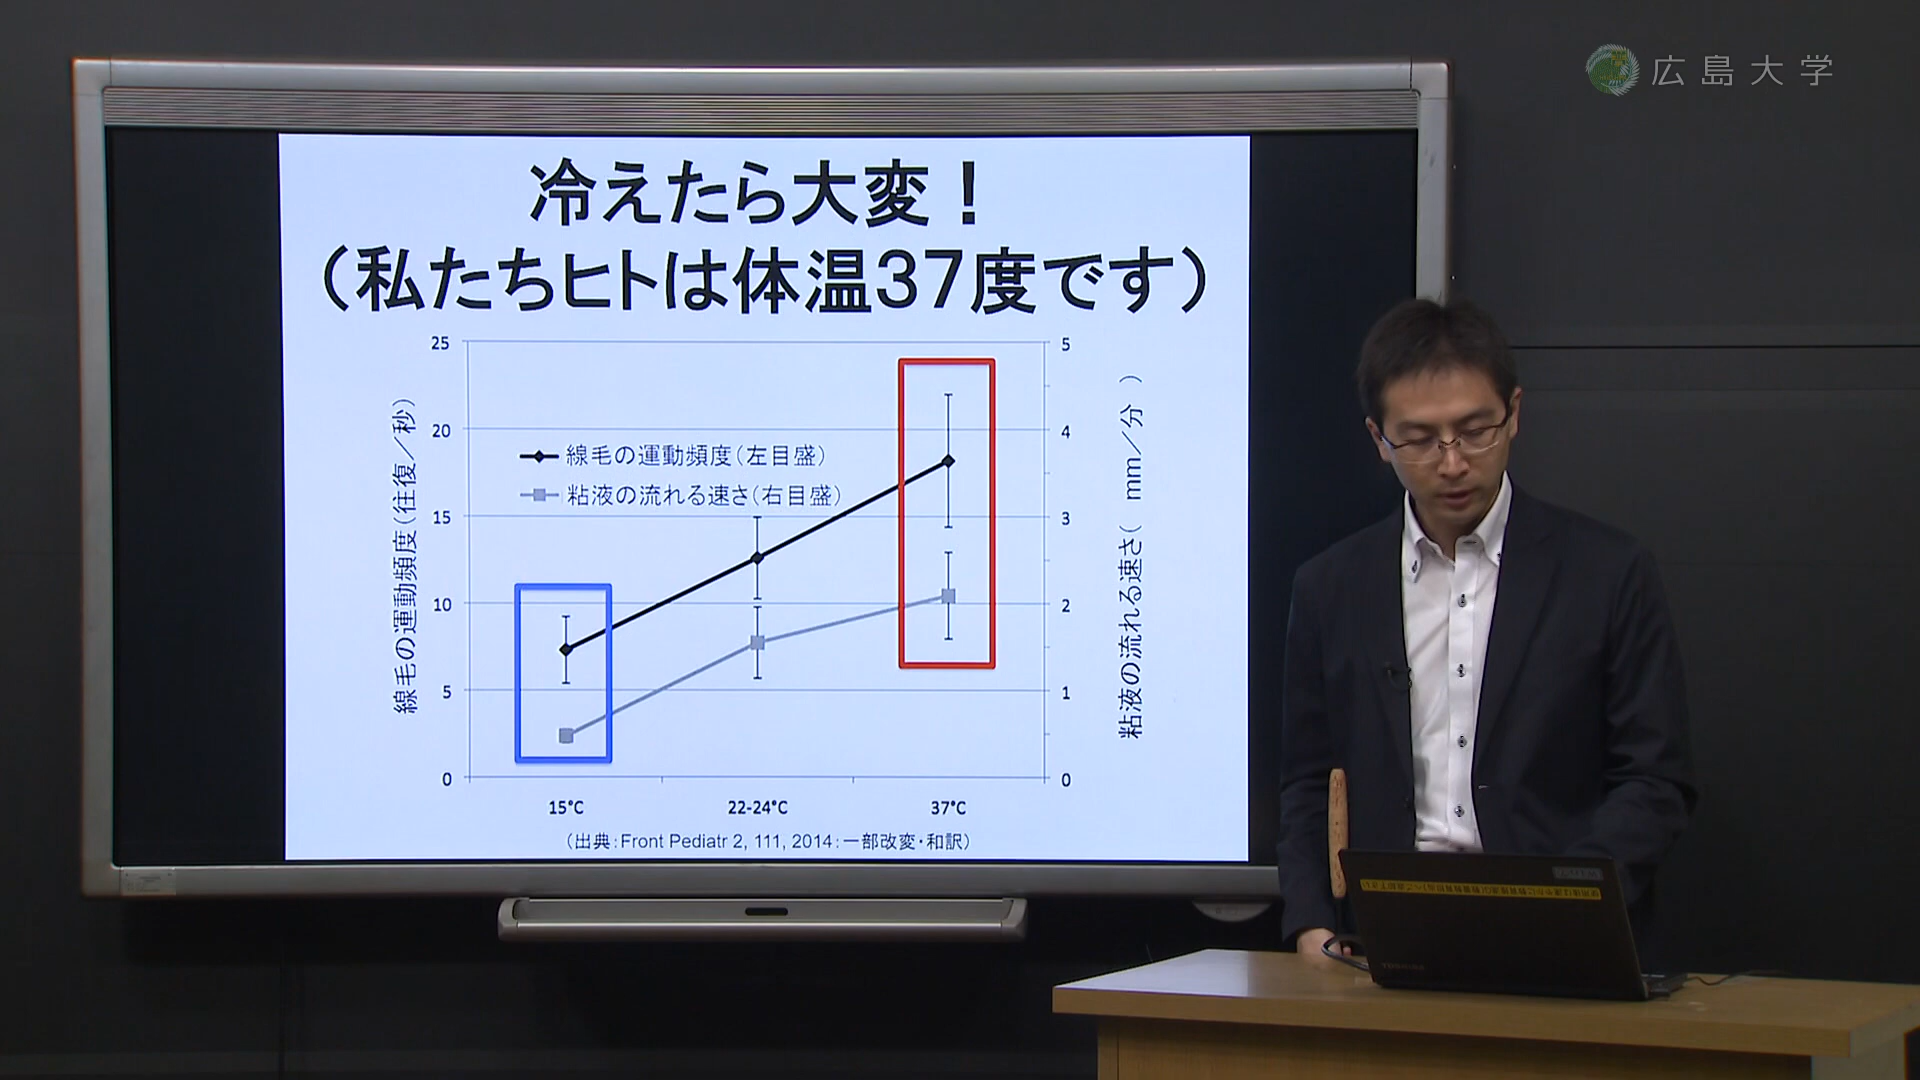 広島大学
冷えたら大変！
（私たちヒトは体温37度です）
25
20
15
10
5
0
5
4
3
2
1
0
線毛の運動頻度（往復／秒）
粘液の流れる速さ（ mm／分 ）
線毛の運動頻度（左目盛）
粘液の流れる速さ（右目盛）
15°C
22-24°C
37°C
（出典：Front Pediatr 2, 111, 2014：一部改変・和訳）
TOSHIBA